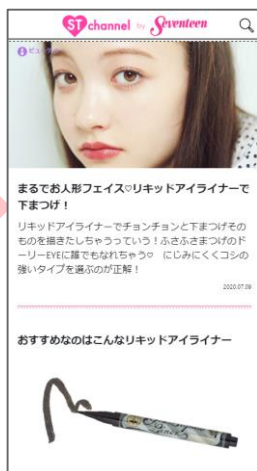 ST channel by Seventeen
まるでお人形フェイス♡リキッドアイライナーで
下まつげ！
リキッドアイライナーでチョンチョンと下まつげその
ものを描きたしちゃうっていう！ふさふさまつげのド
ーリーEYEに誰でもなれちゃう♡　にじみにくくコシの
強いタイプを選ぶのが正解！
2020.07.09
おすすめなのはこんなリキッドアイライナー